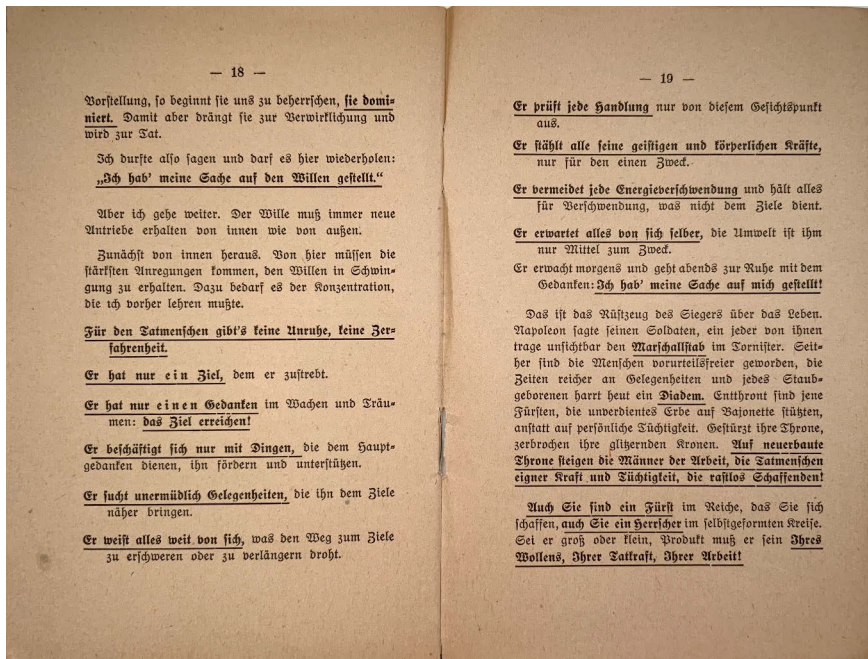 — 18 —
Vorstellung, so beginnt sie uns zu beherrschen, sie domi-
niert. Damit aber drängt sie zur Verwirklichung und
wird zur Tat.
Ich durfte also sagen und darf es hier wiederholen:
„Ich hab' meine Sache auf den Willen gestellt.“
Aber ich gehe weiter. Der Wille muß immer neue
Antriebe erhalten von innen wie von außen.
Zunächst von innen heraus. Von hier müssen die
stärksten Anregungen kommen, den Willen in Schwin-
gung zu erhalten. Dazu bedarf es der Konzentration,
die ich vorher lehren mußte.
Für den Tatmenschen gibt's keine Unruhe, keine Zer-
fahrenheit.
Er hat nur ein Ziel, dem er zustrebt.
Er hat nur einen Gedanken im Wachen und Träu-
men: das Ziel erreichen!
Er beschäftigt sich nur mit Dingen, die dem Haupt-
gedanken dienen, ihn fördern und unterstützen.
Er sucht unermüdlich Gelegenheiten, die ihn dem Ziele
näher bringen.
Er weist alles weit von sich, was den Weg zum Ziele
zu erschweren oder zu verlängern droht.
— 19 —
Er prüft jede Handlung nur von diesem Gesichtspunkt
aus.
Er stählt alle seine geistigen und körperlichen Kräfte,
nur für den einen Zweck.
Er vermeidet jede Energieverschwendung und hält alles
für Verschwendung, was nicht dem Ziele dient.
Er erwartet alles von sich selber, die Umwelt ist ihm
nur Mittel zum Zweck.
Er erwacht morgens und geht abends zur Ruhe mit dem
Gedanken: Ich hab' meine Sache auf mich gestellt!
Das ist das Rüstzeug des Siegers über das Leben.
Napoleon sagte seinen Soldaten, ein jeder von ihnen
trage unsichtbar den Marschallstab im Tornister. Seit-
her sind die Menschen vorurteilsfreier geworden, die
Zeiten reicher an Gelegenheiten und jedes Staub-
geborenen harrt heut ein Diadem. Entthront sind jene
Fürsten, die unverdientes Erbe auf Bajonette stützten,
anstatt auf persönliche Tüchtigkeit. Gestürzt ihre Throne,
zerbrochen ihre glitzernden Kronen. Auf neuerbaute
Throne steigen die Männer der Arbeit, die Tatmenschen
eigner Kraft und Tüchtigkeit, die rastlos Schaffenden!
Auch Sie sind ein Fürst im Reiche, das Sie sich
schaffen, auch Sie ein Herrscher im selbstgeformten Kreise.
Sei er groß oder klein, Produkt muß er sein Ihres
Wollens, Ihrer Tatkraft, Ihrer Arbeit!